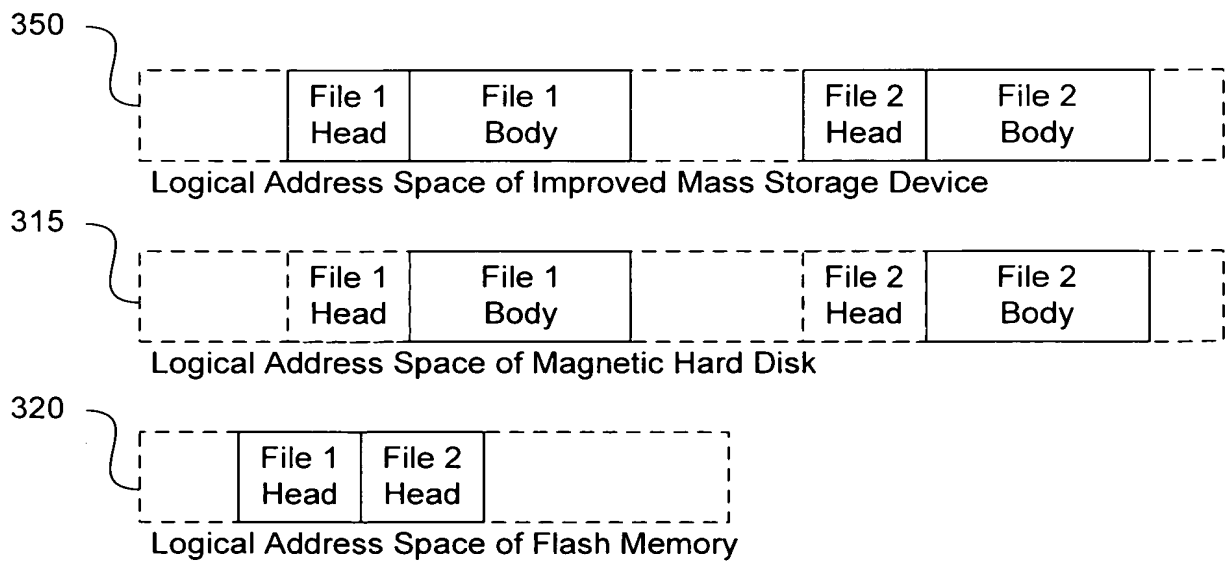 350
File 1 File 1 File 2 File 2
Head Body Head Body
Logical Address Space of Improved Mass Storage Device
315
File 1 File 1 File 2 File 2
Head Body Head Body
Logical Address Space of Magnetic Hard Disk
320
File 1 File 2
Head Head
Logical Address Space of Flash Memory